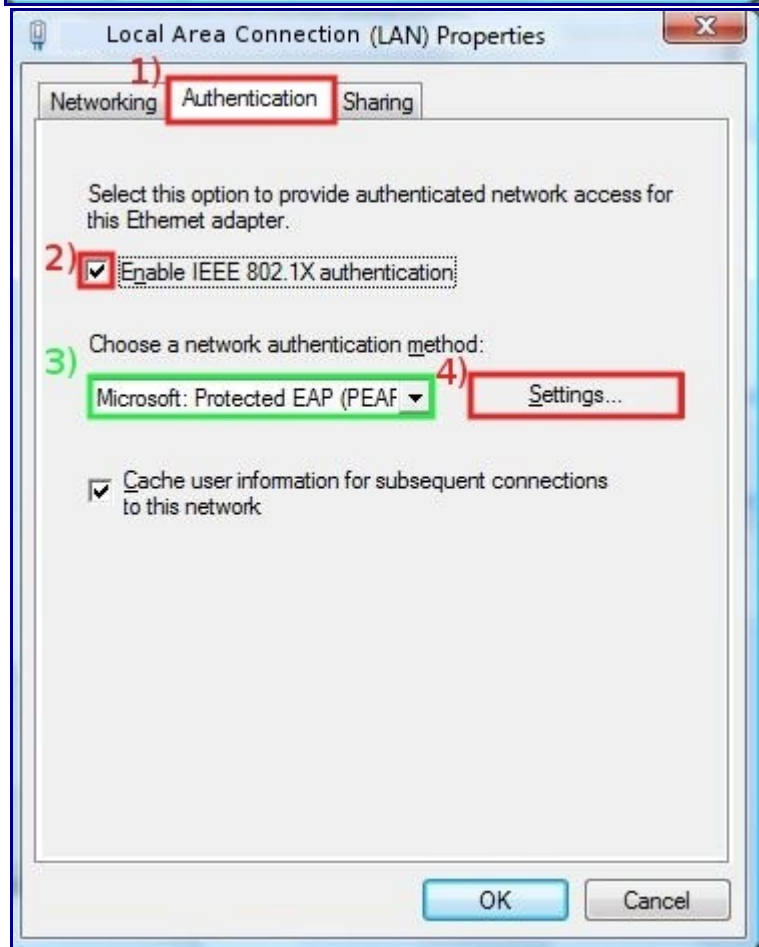 Local Area Connection (LAN) Properties
1)
Networking Authentication Sharing
Select this option to provide authenticated network access for
this Ethernet adapter.
2) Enable IEEE 802.1X authentication
Choose a network authentication method:
3) Microsoft: Protected EAP (PEAP
4) Settings...
Cache user information for subsequent connections
to this network
OK Cancel